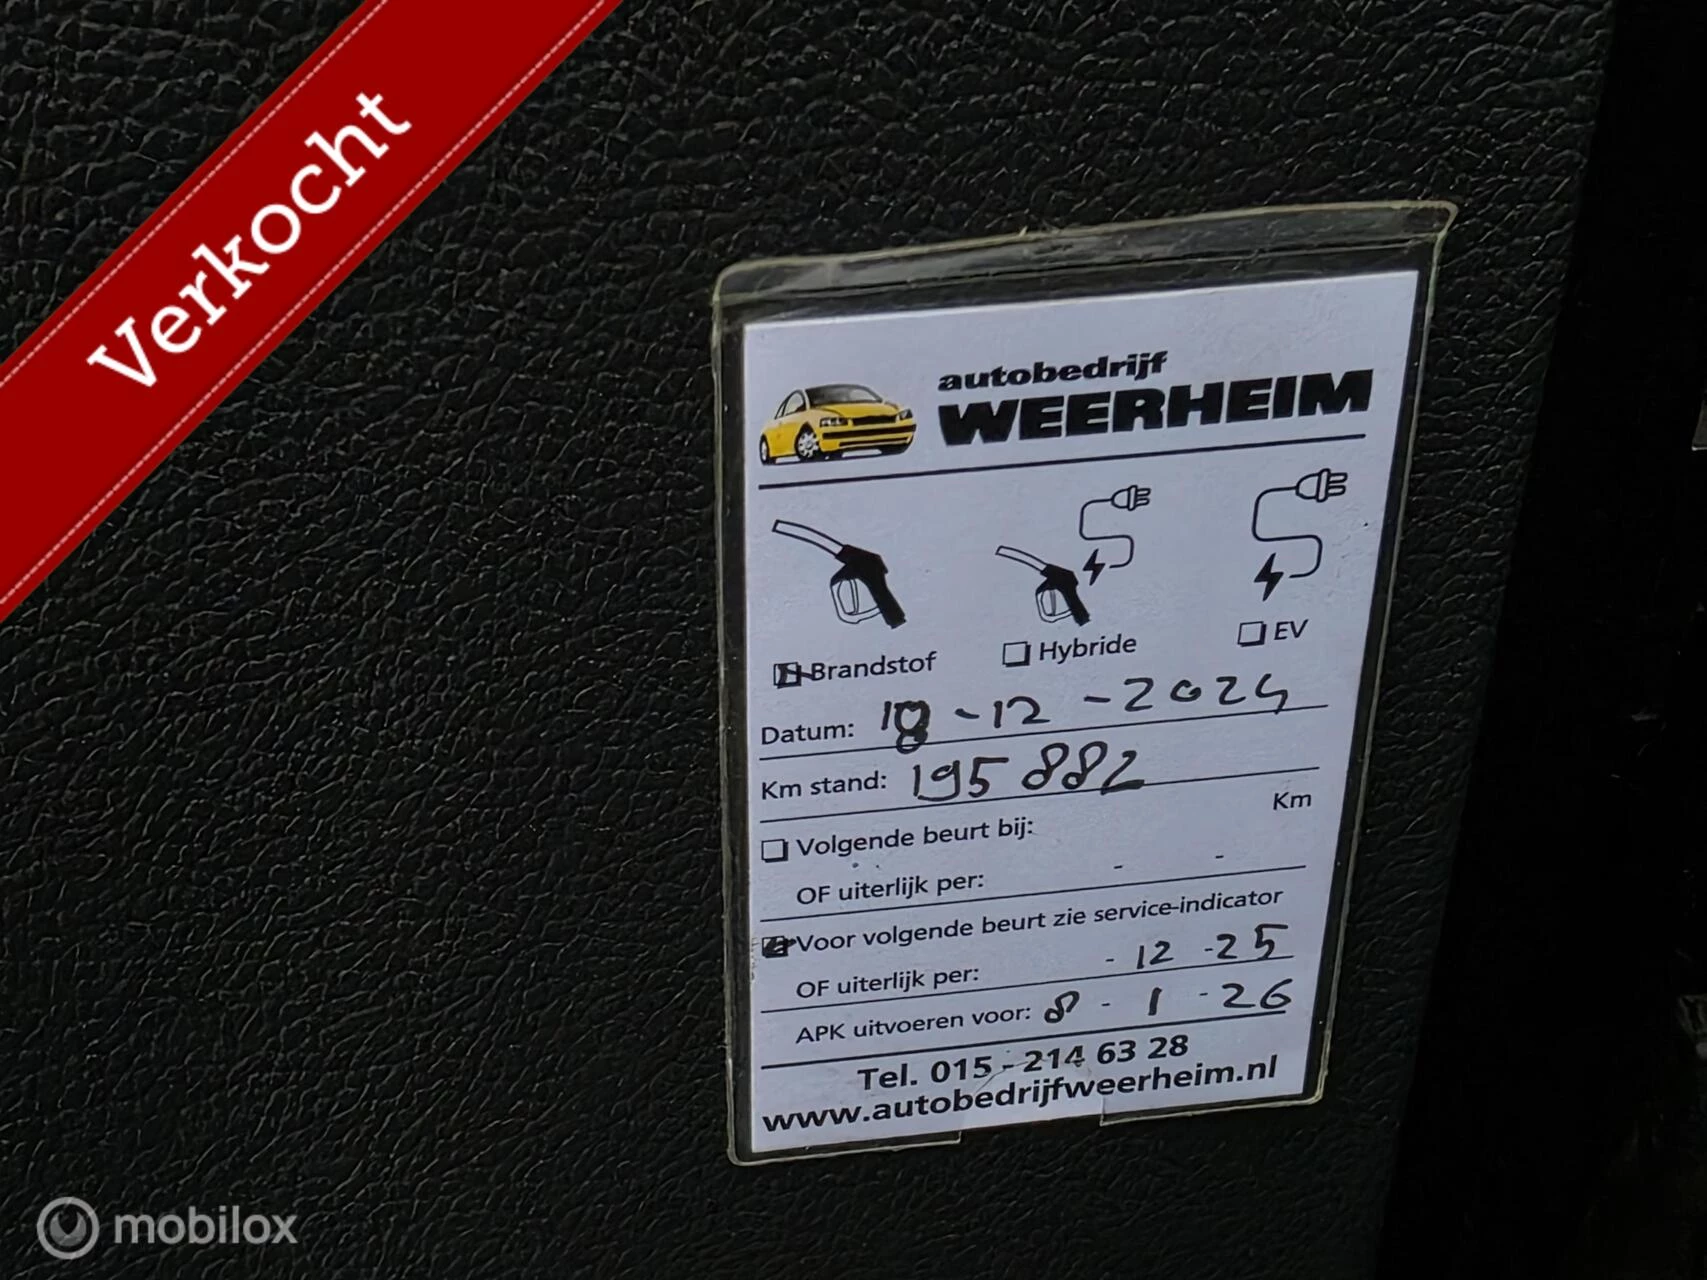 Verkocht
autobedrijf
WEERHEIM
Brandstof
Hybride
EV
Datum: 18-12-2024
Km stand: 195 882
Km
Volgende beurt bij:
OF uiterlijk per: - -
Voor volgende beurt zie service-indicator
OF uiterlijk per: - 12 - 25
APK uitvoeren voor: 8 - 1 - 26
Tel. 015 - 214 63 28
www.autobedrijfweerheim.nl
mobilox